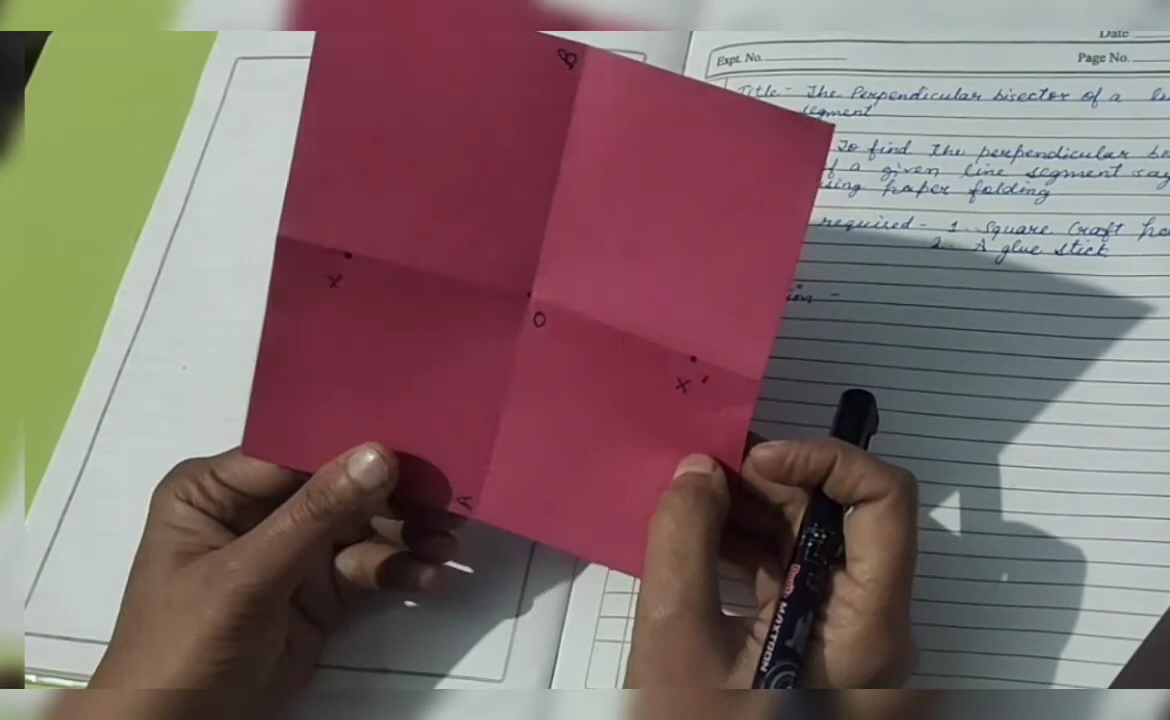 Date
Expt. No.
Page No.
Title - The Perpendicular bisector of a
segment
To find the perpendicular
of a given line segment
using paper folding
required - 1. Square Craft
2. A glue stick
B
X
O
X'
A
MAXTOON